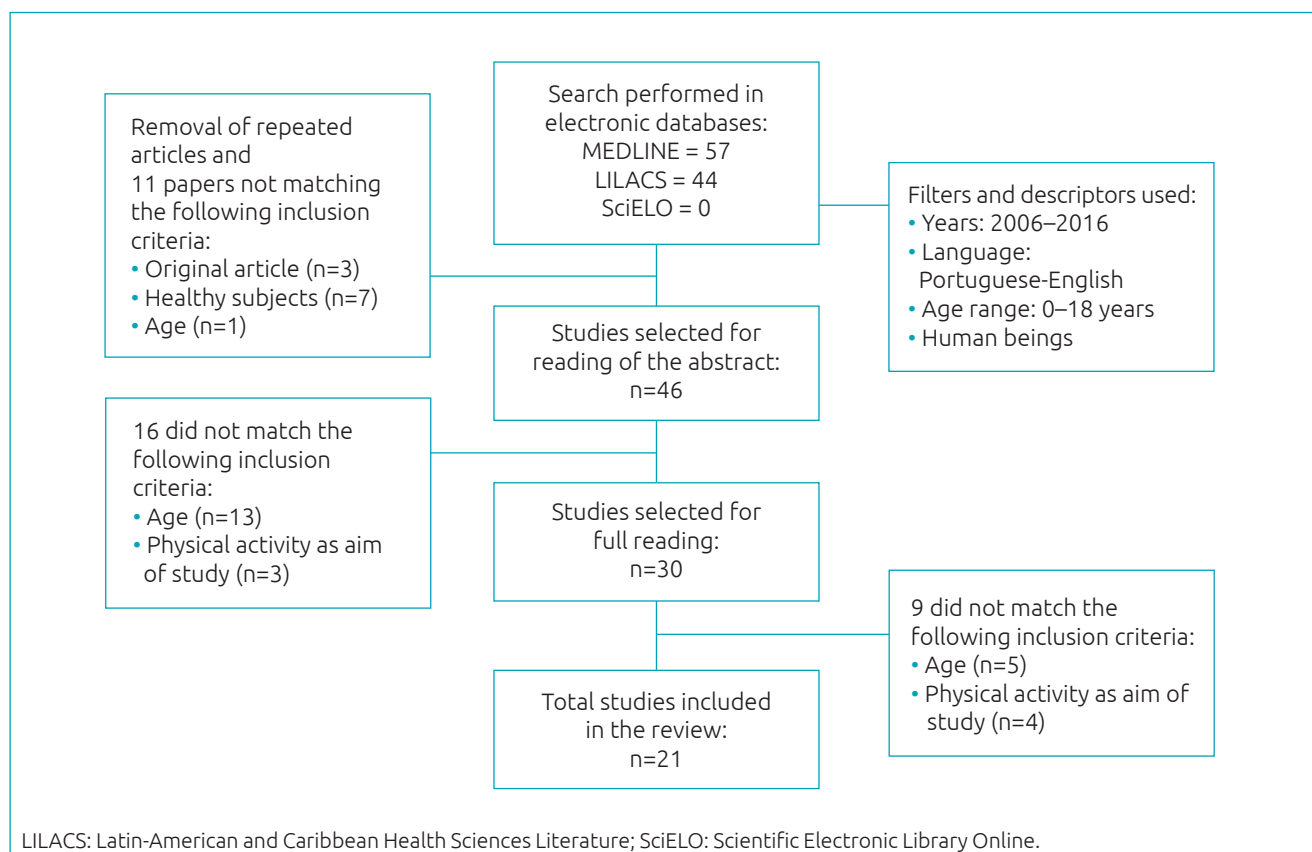 Search performed in
electronic databases:
MEDLINE = 57
LILACS = 44
SciELO = 0
Removal of repeated
articles and
11 papers not matching
the following inclusion
criteria:
• Original article (n=3)
• Healthy subjects (n=7)
• Age (n=1)
Filters and descriptors used:
• Years: 2006–2016
• Language:
Portuguese-English
• Age range: 0–18 years
• Human beings
Studies selected for
reading of the abstract:
n=46
16 did not match the
following inclusion
criteria:
• Age (n=13)
• Physical activity as aim
of study (n=3)
Studies selected for
full reading:
n=30
9 did not match the
following inclusion criteria:
• Age (n=5)
• Physical activity as aim of
study (n=4)
Total studies included
in the review:
n=21
LILACS: Latin-American and Caribbean Health Sciences Literature; SciELO: Scientific Electronic Library Online.